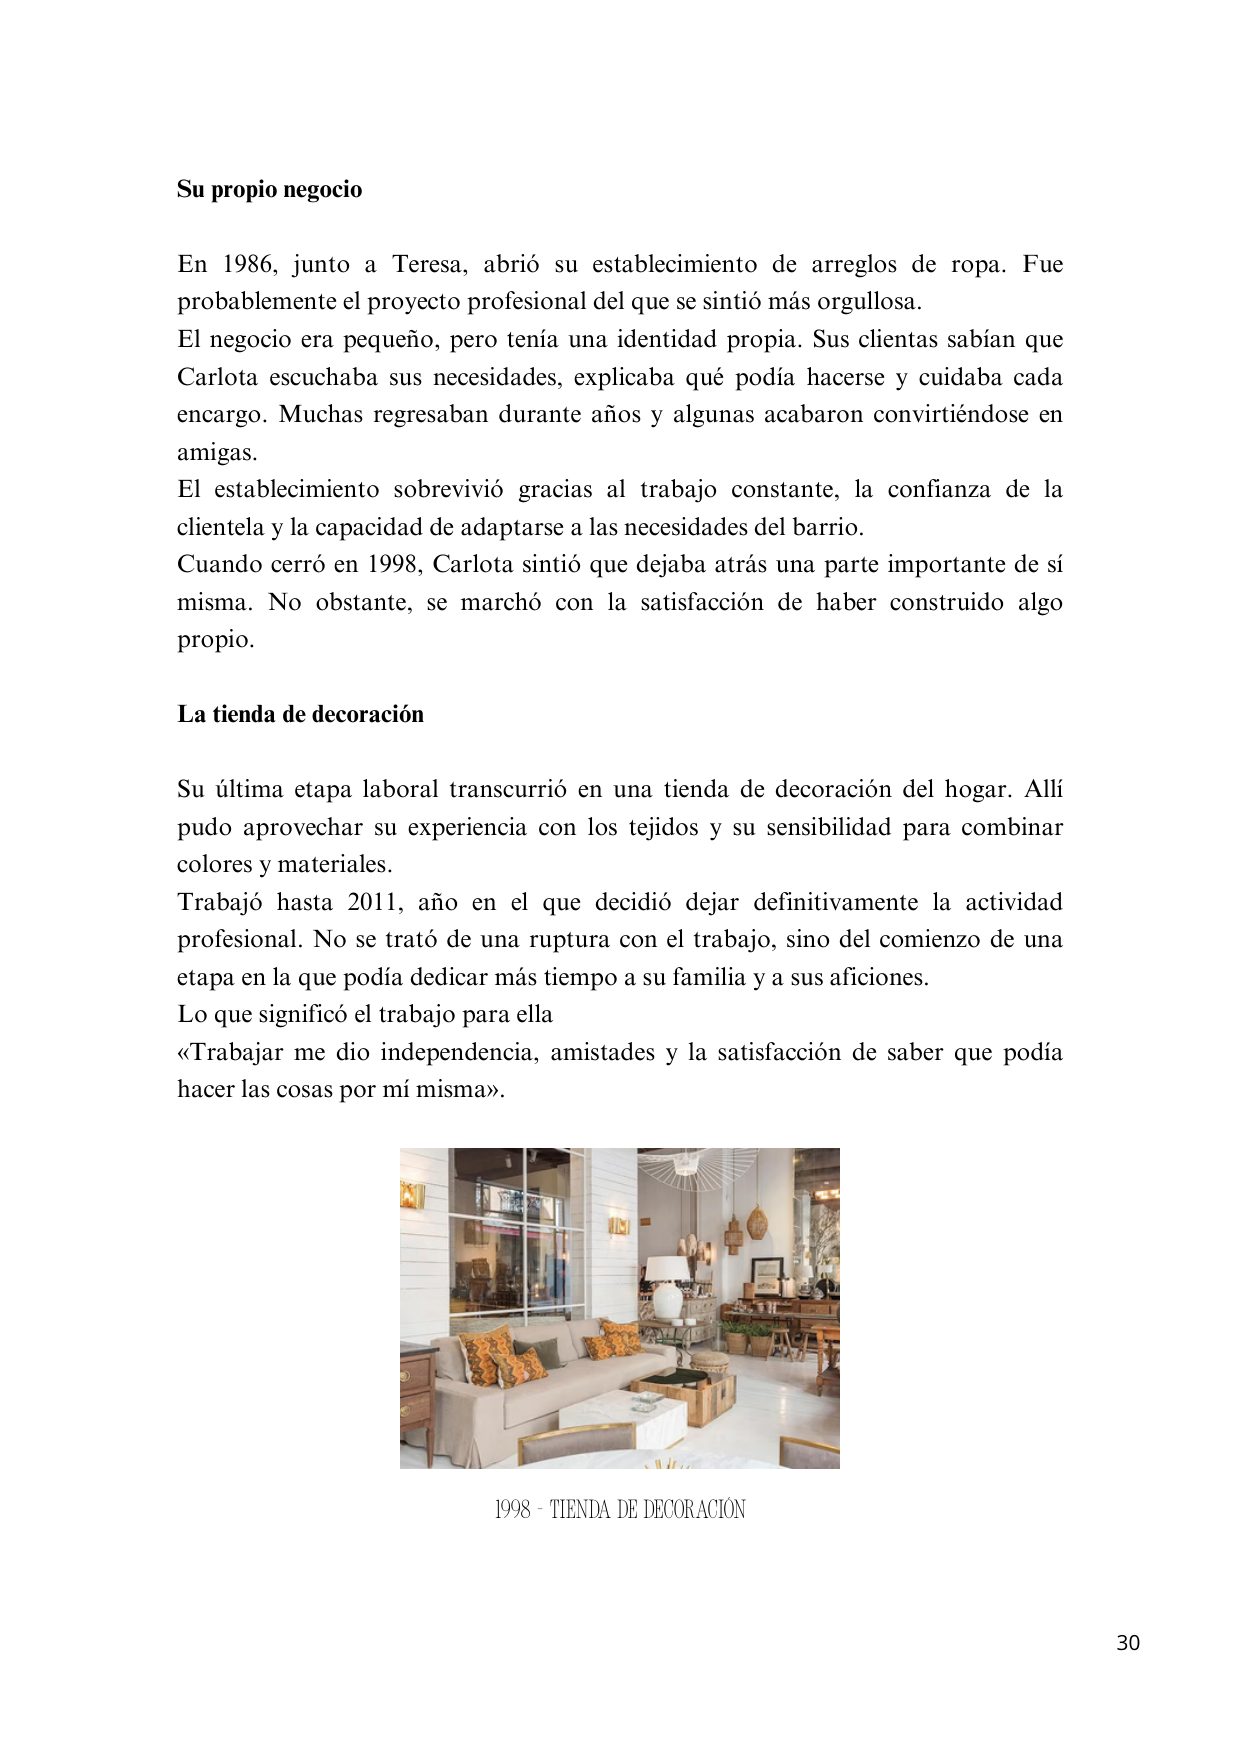 Su propio negocio
En 1986, junto a Teresa, abrió su establecimiento de arreglos de ropa. Fue
probablemente el proyecto profesional del que se sintió más orgullosa.
El negocio era pequeño, pero tenía una identidad propia. Sus clientas sabían que
Carlota escuchaba sus necesidades, explicaba qué podía hacerse y cuidaba cada
encargo. Muchas regresaban durante años y algunas acabaron convirtiéndose en
amigas.
El establecimiento sobrevivió gracias al trabajo constante, la confianza de la
clientela y la capacidad de adaptarse a las necesidades del barrio.
Cuando cerró en 1998, Carlota sintió que dejaba atrás una parte importante de sí
misma. No obstante, se marchó con la satisfacción de haber construido algo
propio.
La tienda de decoración
Su última etapa laboral transcurrió en una tienda de decoración del hogar. Allí
pudo aprovechar su experiencia con los tejidos y su sensibilidad para combinar
colores y materiales.
Trabajó hasta 2011, año en el que decidió dejar definitivamente la actividad
profesional. No se trató de una ruptura con el trabajo, sino del comienzo de una
etapa en la que podía dedicar más tiempo a su familia y a sus aficiones.
Lo que significó el trabajo para ella
«Trabajar me dio independencia, amistades y la satisfacción de saber que podía
hacer las cosas por mí misma».
1998 - TIENDA DE DECORACIÓN
30